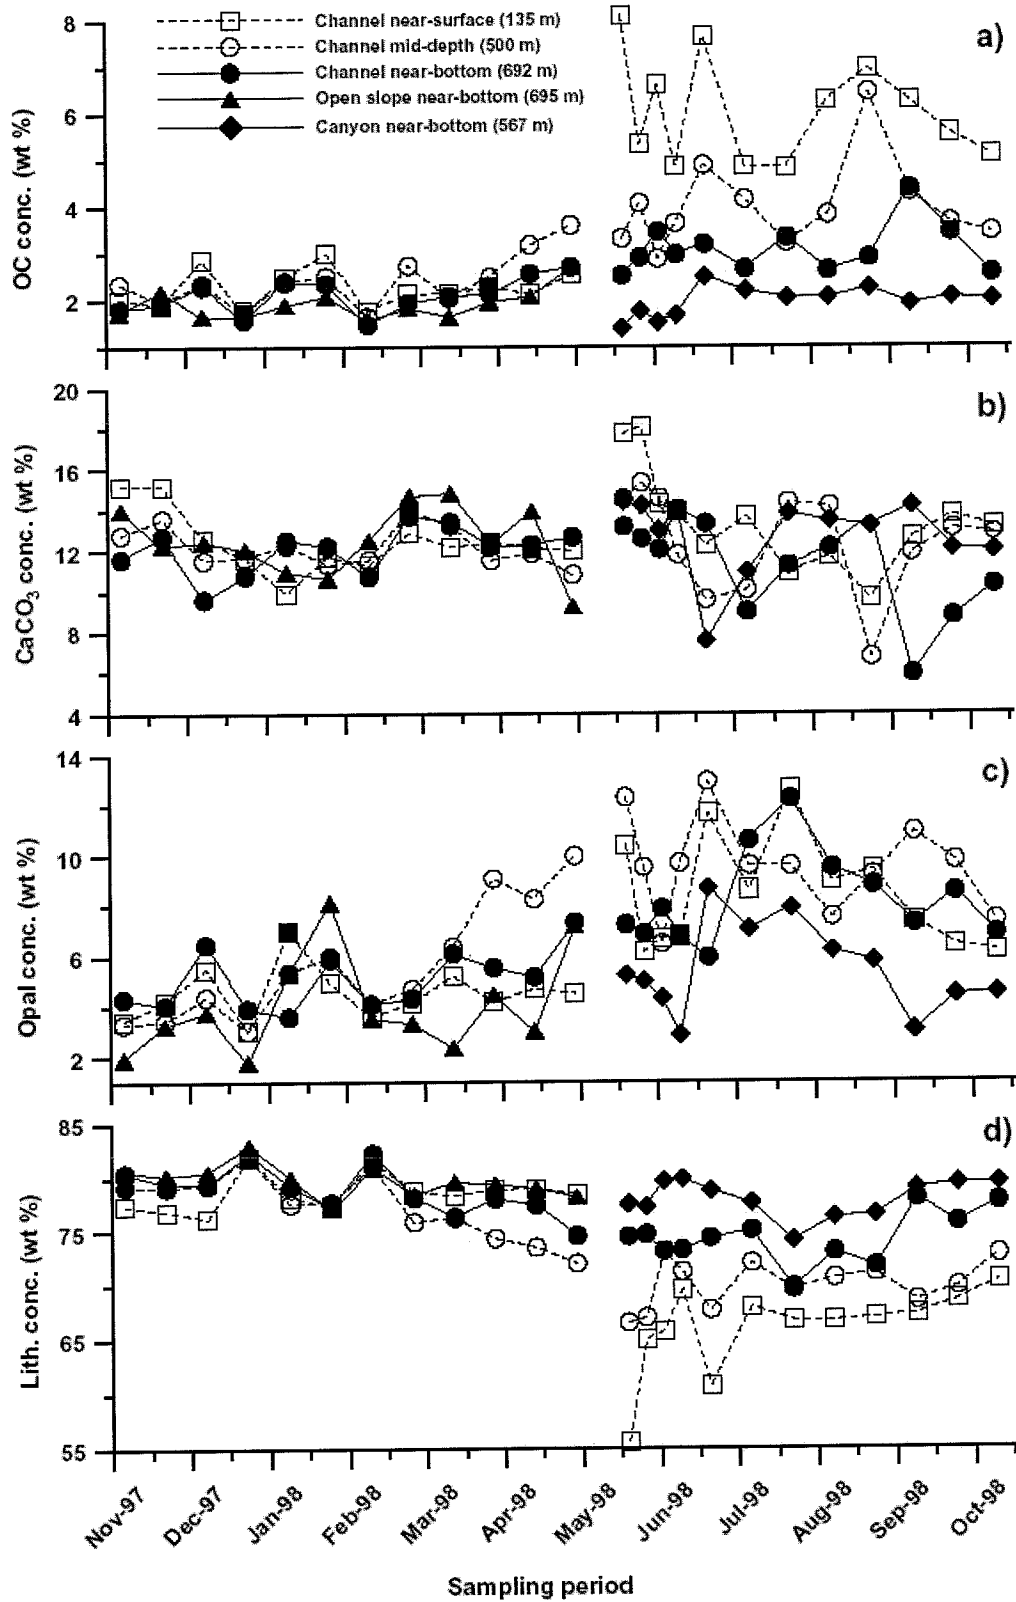 Channel near-surface (135 m)
Channel mid-depth (500 m)
Channel near-bottom (692 m)
Open slope near-bottom (695 m)
Canyon near-bottom (567 m)
a)
OC conc. (wt %)
8
6
4
2
b)
CaCO₃ conc. (wt %)
20
16
12
8
4
c)
Opal conc. (wt %)
14
10
6
2
d)
Lith. conc. (wt %)
85
75
65
55
Nov-97
Dec-97
Jan-98
Feb-98
Mar-98
Apr-98
May-98
Jun-98
Jul-98
Aug-98
Sep-98
Oct-98
Sampling period